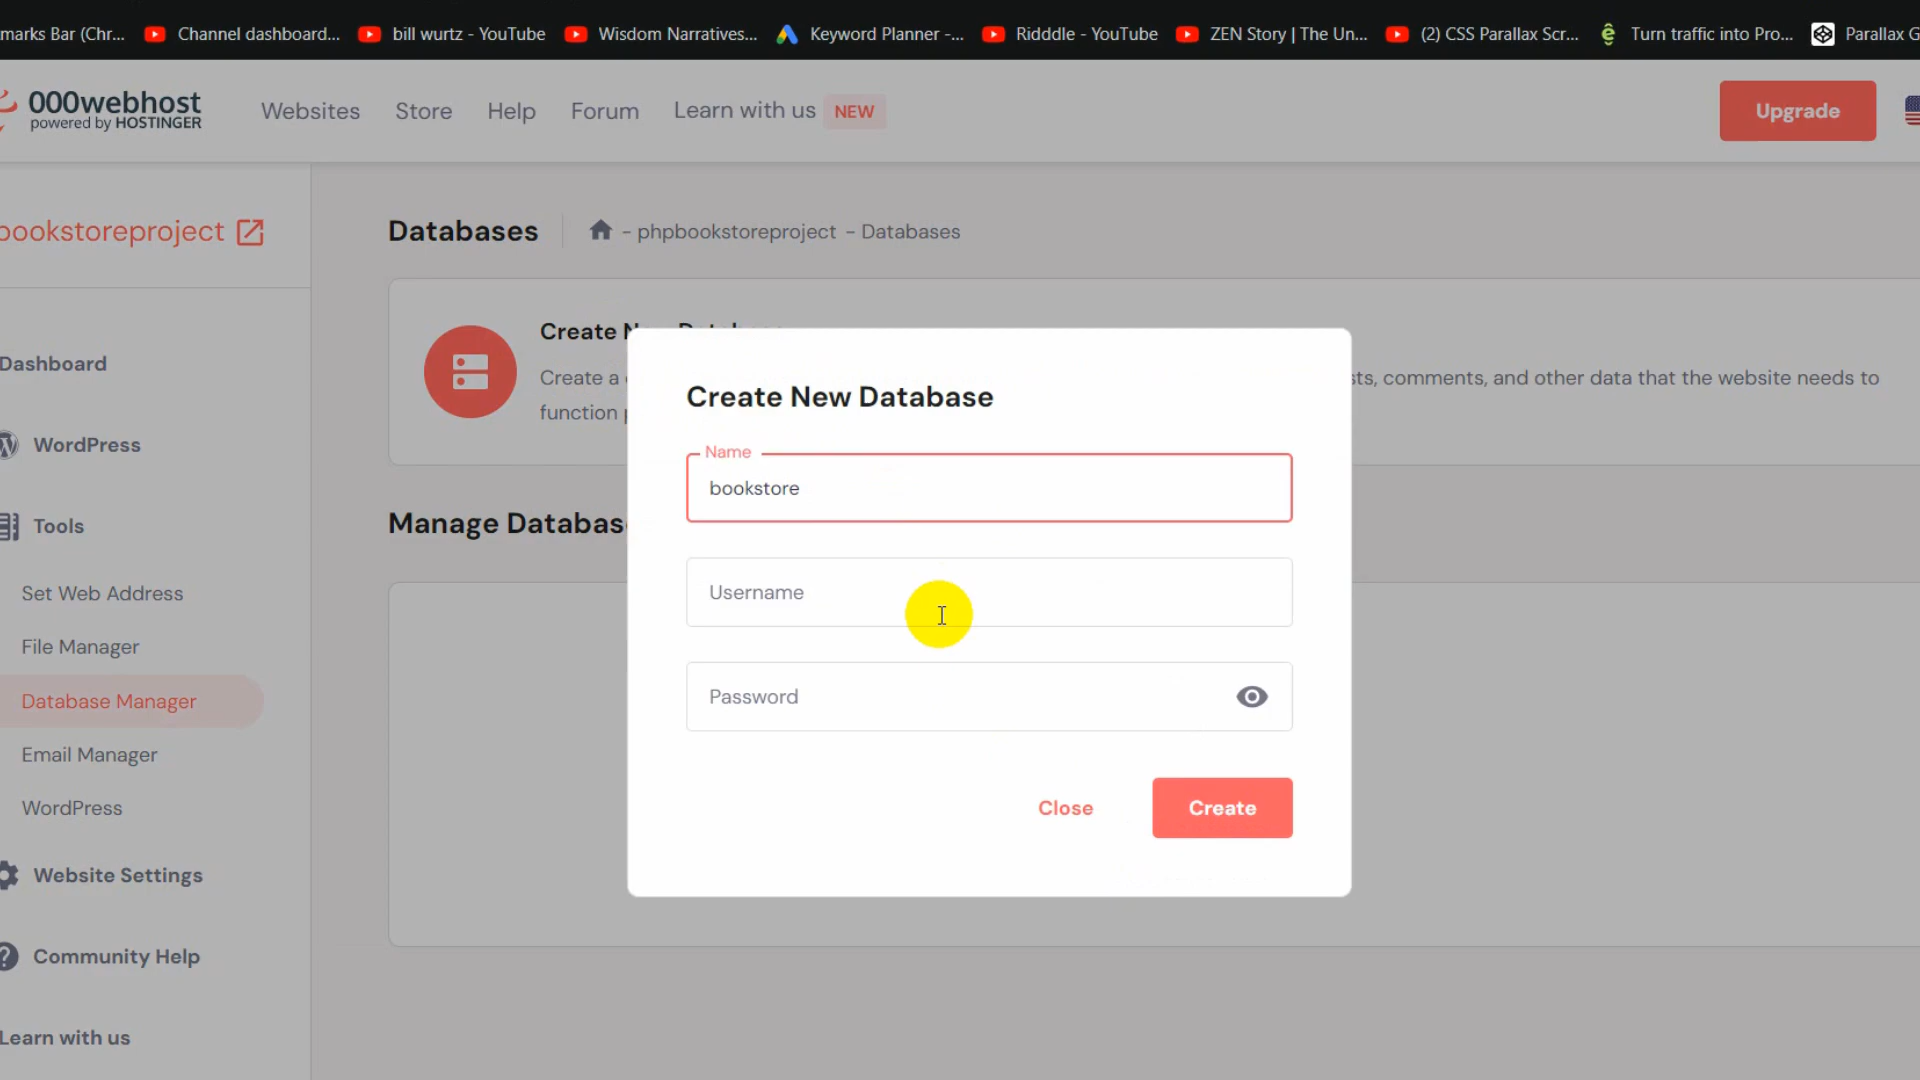 marks Bar (Chr... Channel dashboard... bill wurtz - YouTube Wisdom Narratives... Keyword Planner -... Ridddle - YouTube ZEN Story | The Un... (2) CSS Parallax Scr... Turn traffic into Pro... Parallax G
000webhost
powered by HOSTINGER
Websites Store Help Forum Learn with us NEW Upgrade
bookstoreproject
Databases - phpbookstoreproject - Databases
Dashboard
WordPress
Tools
Set Web Address
File Manager
Database Manager
Email Manager
WordPress
Website Settings
Community Help
Learn with us
Create
Create a
sts, comments, and other data that the website needs to
function
Manage Databas
Create New Database
Name
bookstore
Username
Password
Close Create